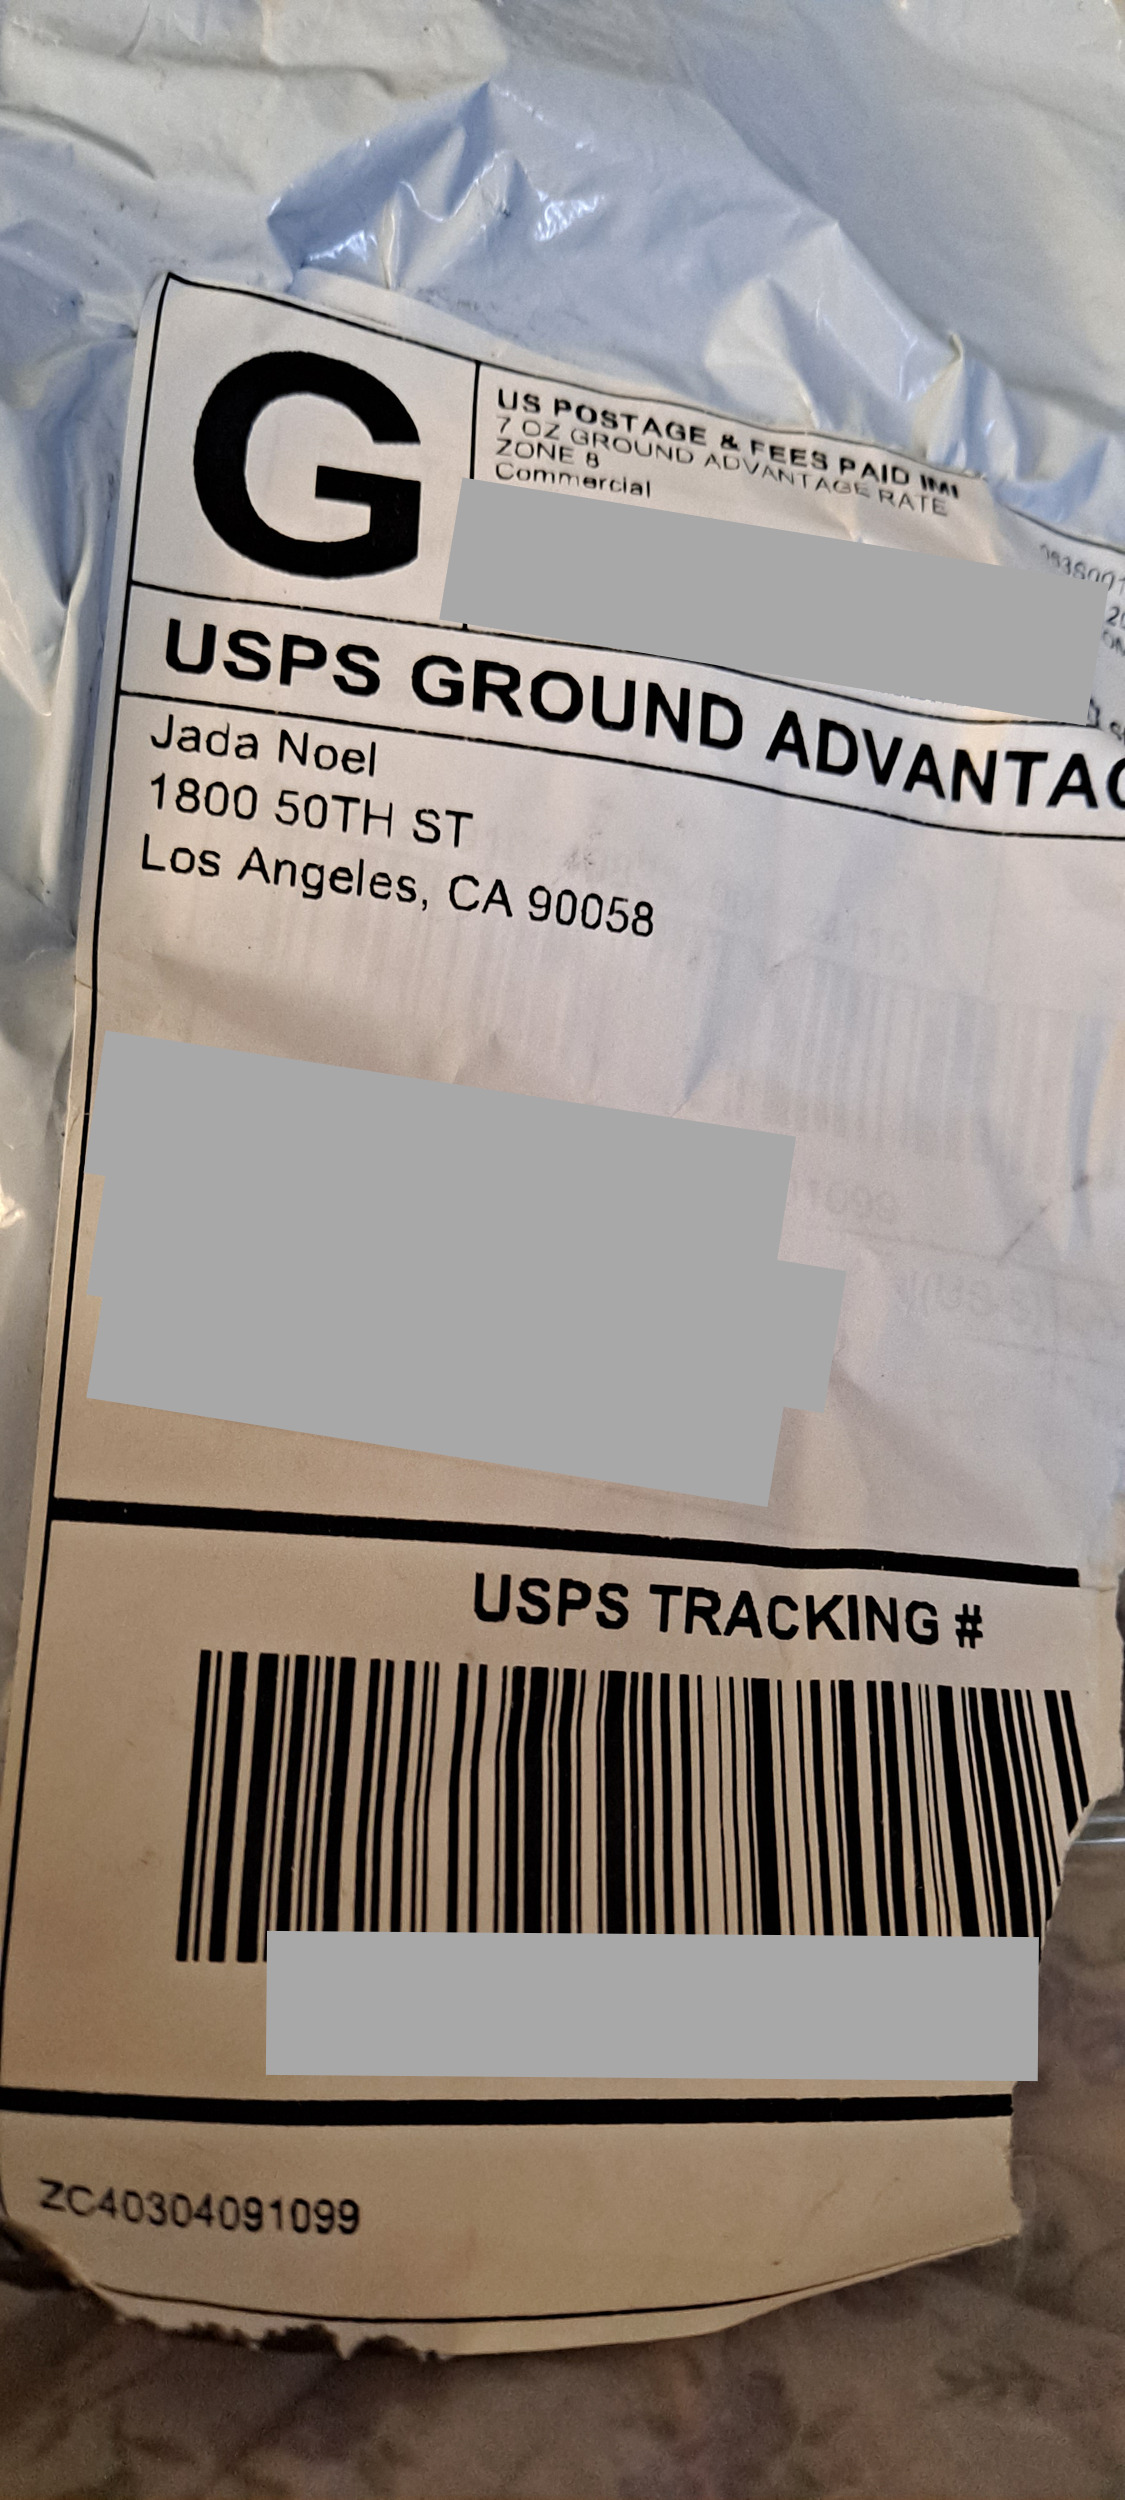 G
US POSTAGE & FEES PAID IMI
7 OZ GROUND ADVANTAGE RATE
ZONE 8
Commercial
USPS GROUND
Jada Noel
1800 50TH ST
Los Angeles, CA 90058
USPS TRACKING #
ZC40304091099